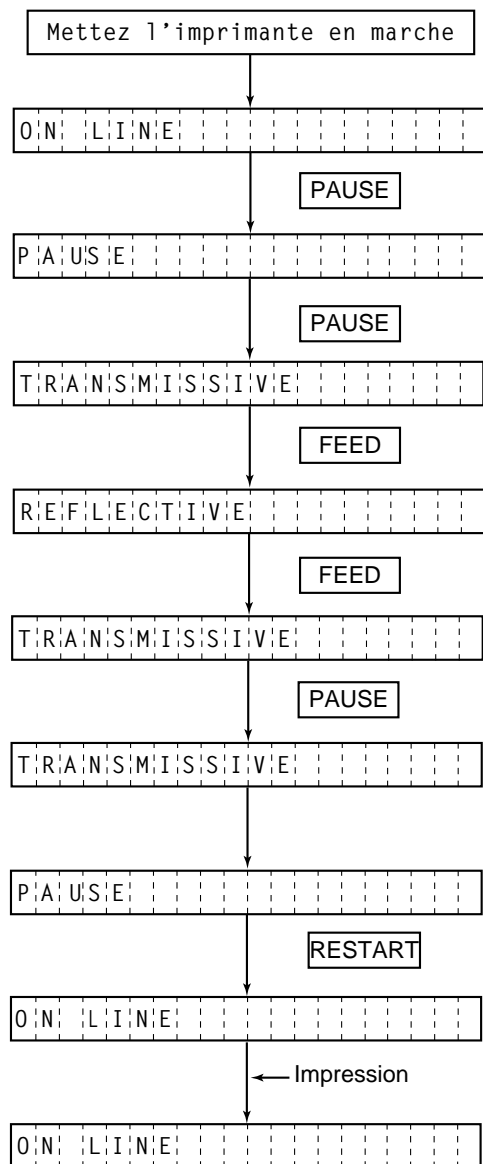 Mettez l'imprimante en marche
ON LINE
PAUSE
PAUSE
PAUSE
TRANSMISSIVE
FEED
REFLECTIVE
FEED
TRANSMISSIVE
PAUSE
TRANSMISSIVE
PAUSE
RESTART
ON LINE
Impression
ON LINE